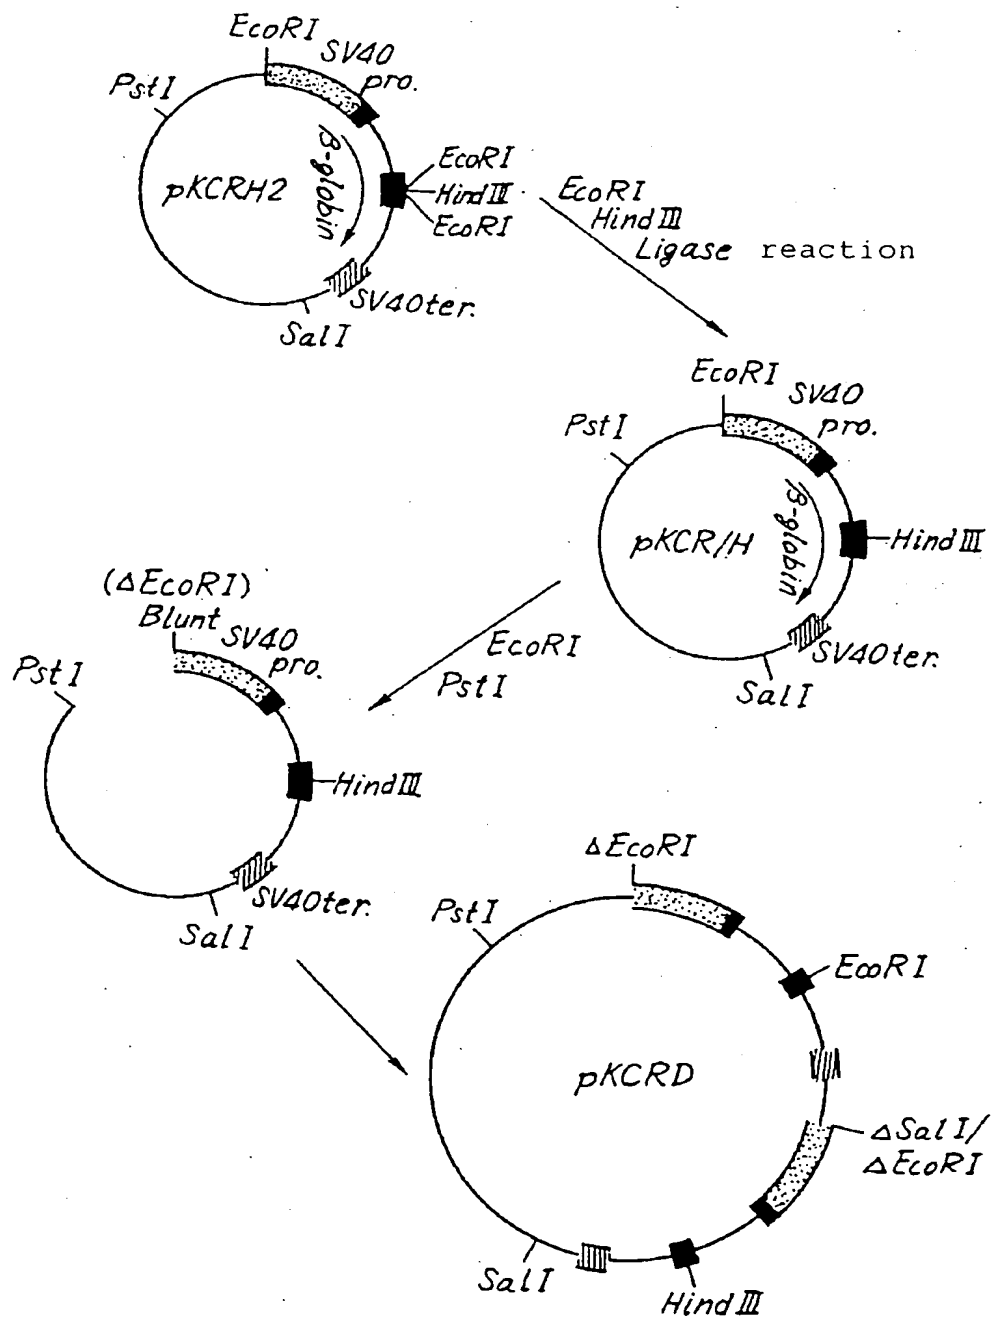 EcoRI
SV40
pro.
PstI
β-globin
pKCRH2
EcoRI
HindIII
EcoRI
SV40ter.
SalI
EcoRI
HindIII
Ligase reaction
EcoRI
SV40
pro.
PstI
β-globin
pKCR/H
HindIII
SV40ter.
SalI
EcoRI
PstI
(ΔEcoRI)
Blunt
SV40
pro.
PstI
HindIII
SV40ter.
SalI
ΔEcoRI
PstI
EcoRI
pKCRD
ΔSalI/
ΔEcoRI
SalI
HindIII